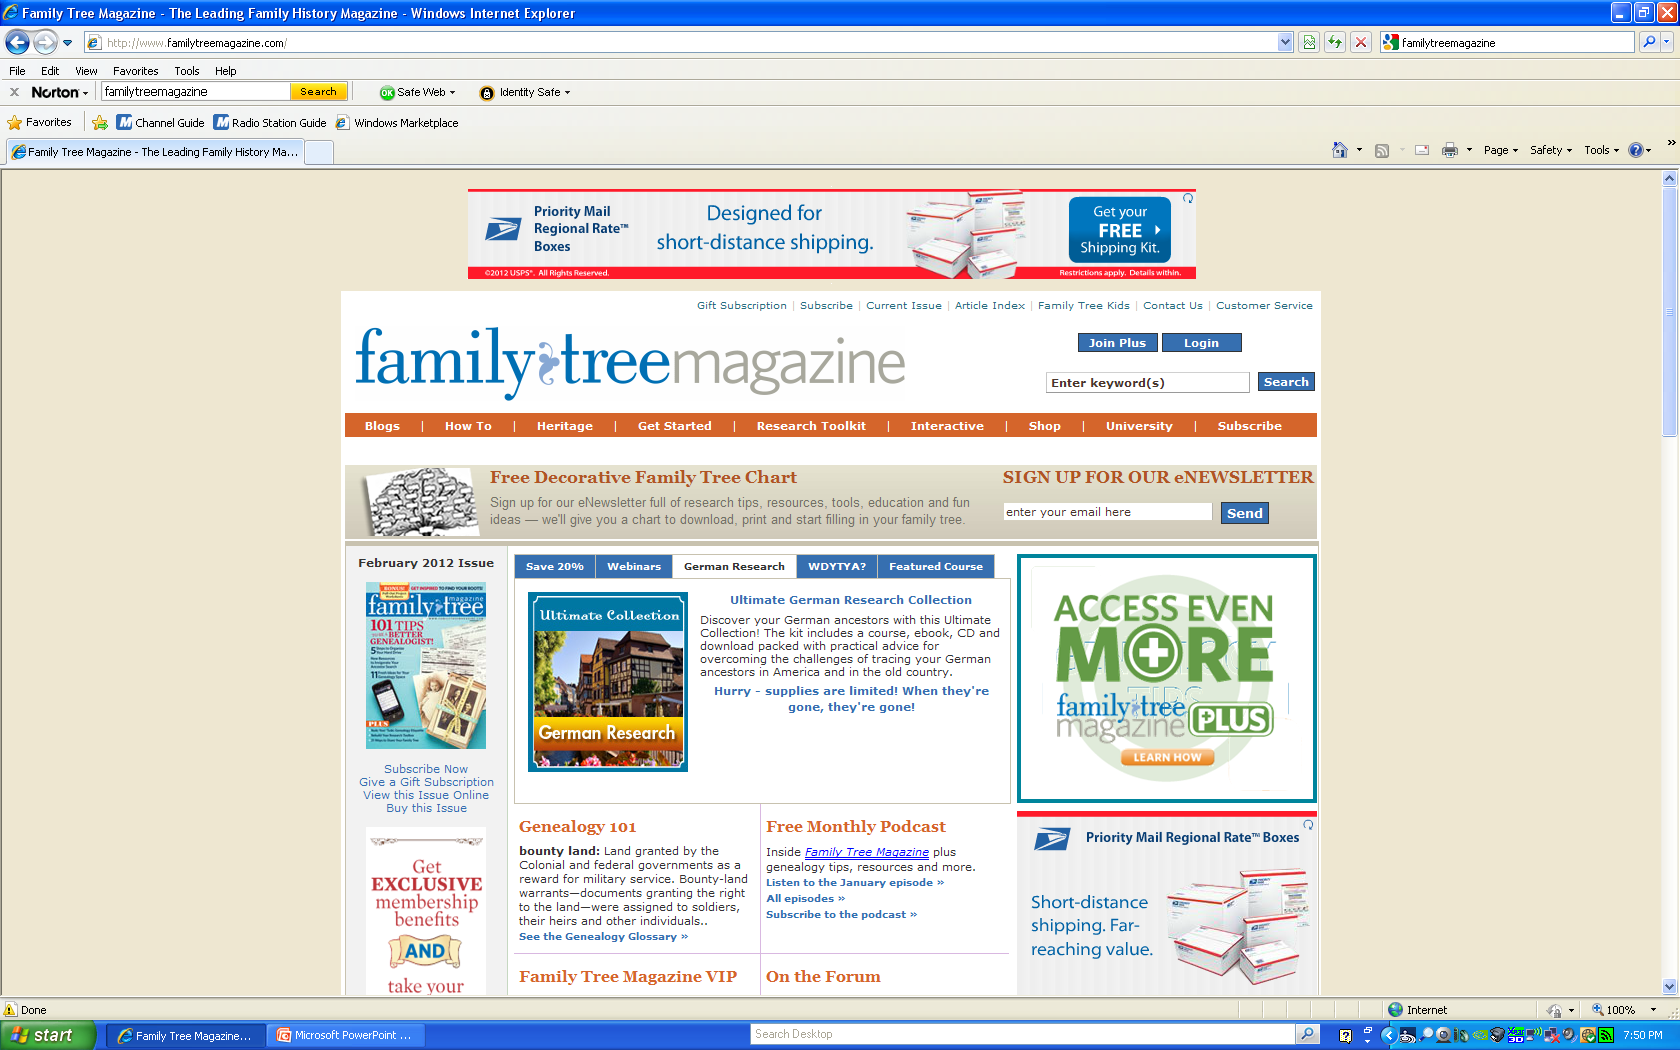 Family Tree Magazine - The Leading Family History Magazine - Windows Internet Explorer
http://www.familytreemagazine.com/
familytreemagazine
File Edit View Favorites Tools Help
x Norton familytreemagazine Search Safe Web Identity Safe
Favorites Channel Guide Radio Station Guide Windows Marketplace
Family Tree Magazine - The Leading Family History Ma...
Page Safety Tools
Priority Mail
Regional Rate™
Boxes
Designed for
short-distance shipping.
Get your
FREE
Shipping Kit.
©2012 USPS®. All Rights Reserved.
Restrictions apply. Details within.
Gift Subscription | Subscribe | Current Issue | Article Index | Family Tree Kids | Contact Us | Customer Service
family tree magazine
Join Plus Login
Enter keyword(s) Search
Blogs | How To | Heritage | Get Started | Research Toolkit | Interactive | Shop | University | Subscribe
Free Decorative Family Tree Chart
Sign up for our eNewsletter full of research tips, resources, tools, education and fun
ideas — we'll give you a chart to download, print and start filling in your family tree.
SIGN UP FOR OUR eNEWSLETTER
enter your email here Send
February 2012 Issue
BONUS!
magazine
family tree
101 TIPS
BETTER
GENEALOGIST!
PLUS
Subscribe Now
Give a Gift Subscription
View this Issue Online
Buy this Issue
Get
EXCLUSIVE
membership
benefits
AND
take your
Save 20% Webinars German Research WDYTYA? Featured Course
Ultimate Collection
German Research
Ultimate German Research Collection
Discover your German ancestors with this Ultimate
Collection! The kit includes a course, ebook, CD and
download packed with practical advice for
overcoming the challenges of tracing your German
ancestors in America and in the old country.
Hurry - supplies are limited! When they're
gone, they're gone!
Genealogy 101
bounty land: Land granted by the
Colonial and federal governments as a
reward for military service. Bounty-land
warrants—documents granting the right
to the land—were assigned to soldiers,
their heirs and other individuals..
See the Genealogy Glossary »
Free Monthly Podcast
Inside Family Tree Magazine plus
genealogy tips, resources and more.
Listen to the January episode »
All episodes »
Subscribe to the podcast »
Family Tree Magazine VIP
On the Forum
ACCESS EVEN
MORE
TIPS
family tree
magazine PLUS
LEARN HOW
Priority Mail Regional Rate™ Boxes
Short-distance
shipping. Far-
reaching value.
Done
Internet
100%
start Family Tree Magazine... Microsoft PowerPoint ... Search Desktop 7:50 PM